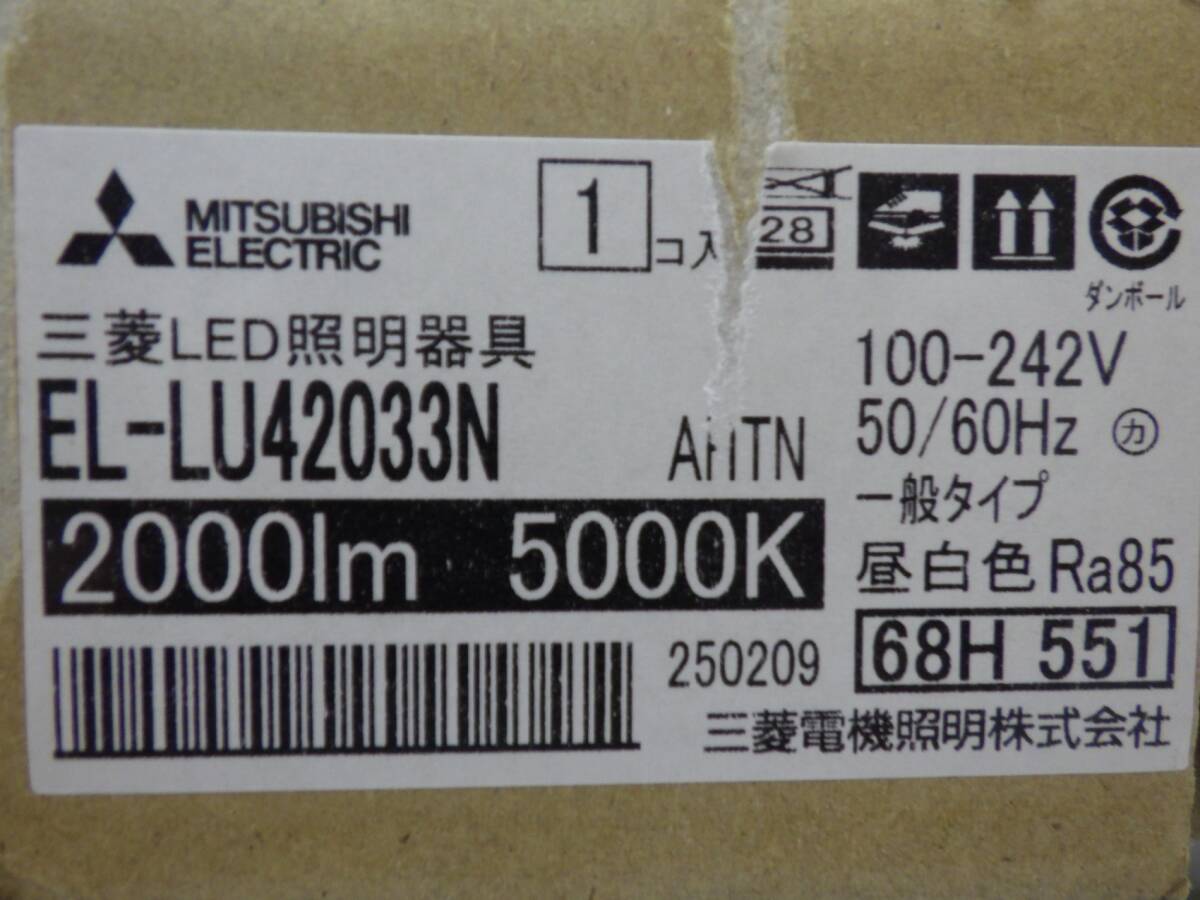 MITSUBISHI
ELECTRIC
1
コ入
28
ダンボール
三菱LED照明器具
EL-LU42033N
2000lm 5000K
100-242V
50/60Hz カ
一般タイプ
昼白色 Ra85
68H 551
250209
三菱電機照明株式会社